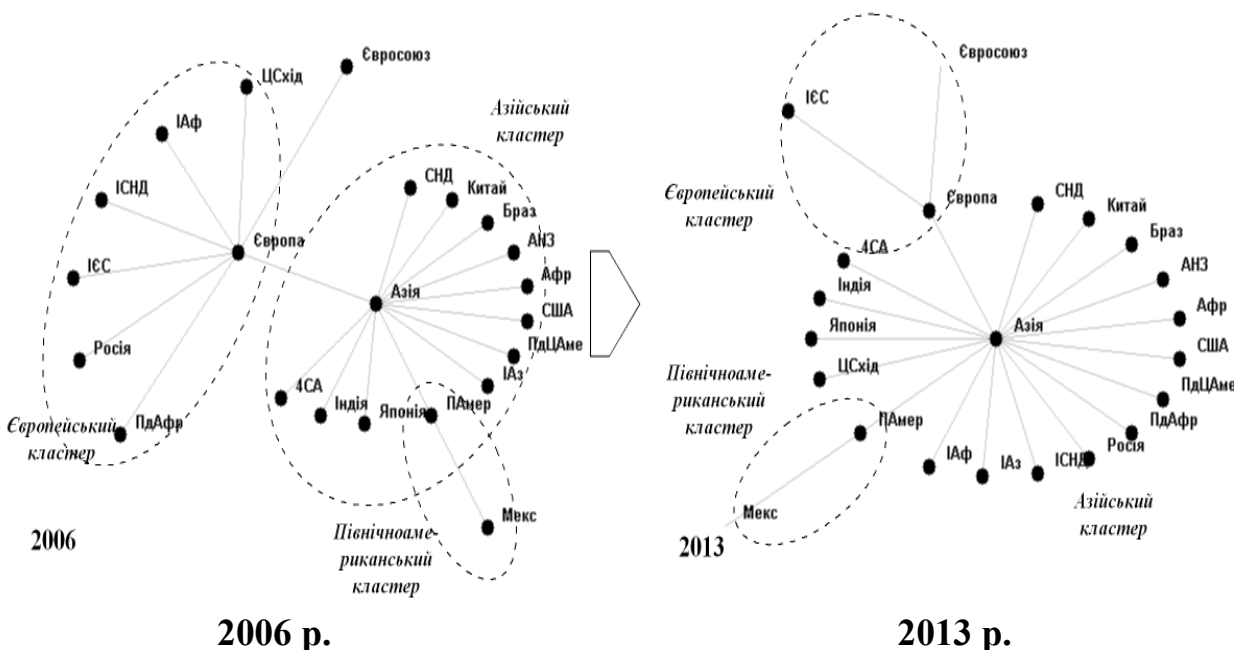 Євросоюз
ЦСхід
ІАф
ІСНД
Європа
ІЄС
Росія
ПдАфр
Європейський
кластер
Азійський
кластер
СНД
Китай
Браз
АНЗ
Афр
США
ПдЦАме
ІАз
ПАмер
Японія
Індія
4СА
Азія
Мекс
Північноаме-
риканський
кластер
2006
2006 р.
Євросоюз
ІЄС
Європейський
кластер
Європа
4СА
Індія
Японія
ЦСхід
Північноаме-
риканський
кластер
ПАмер
Мекс
СНД
Китай
Браз
АНЗ
Афр
США
ПдЦАме
ПдАфр
Росія
ІСНД
ІАз
ІАф
Азія
Азійський
кластер
2013
2013 р.